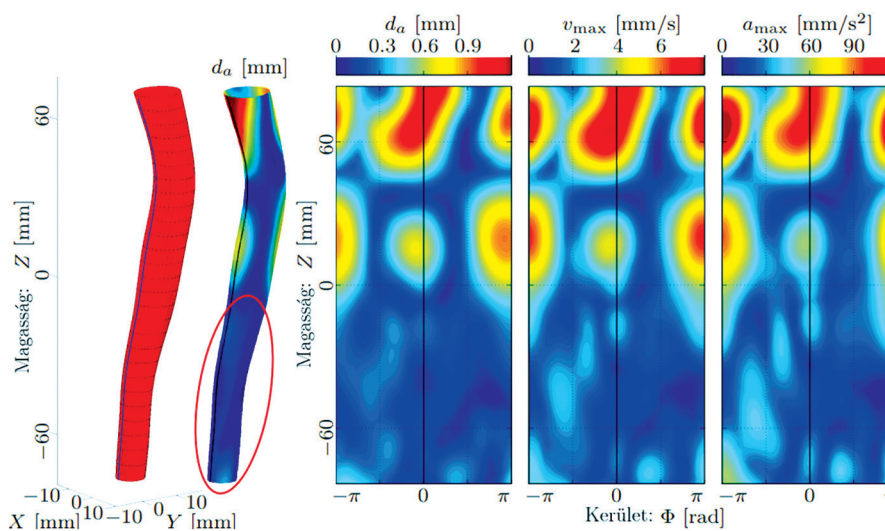 d_a [mm]
d_a [mm]
v_max [mm/s]
a_max [mm/s²]
0 0.3 0.6 0.9
0 2 4 6
0 30 60 90
60
0
−60
Magasság: Z [mm]
60
0
−60
Magasság: Z [mm]
−10 0 10
X [mm]
−10 0 10
Y [mm]
−π 0 π
−π 0
−π 0 π
Kerület: Φ [rad]